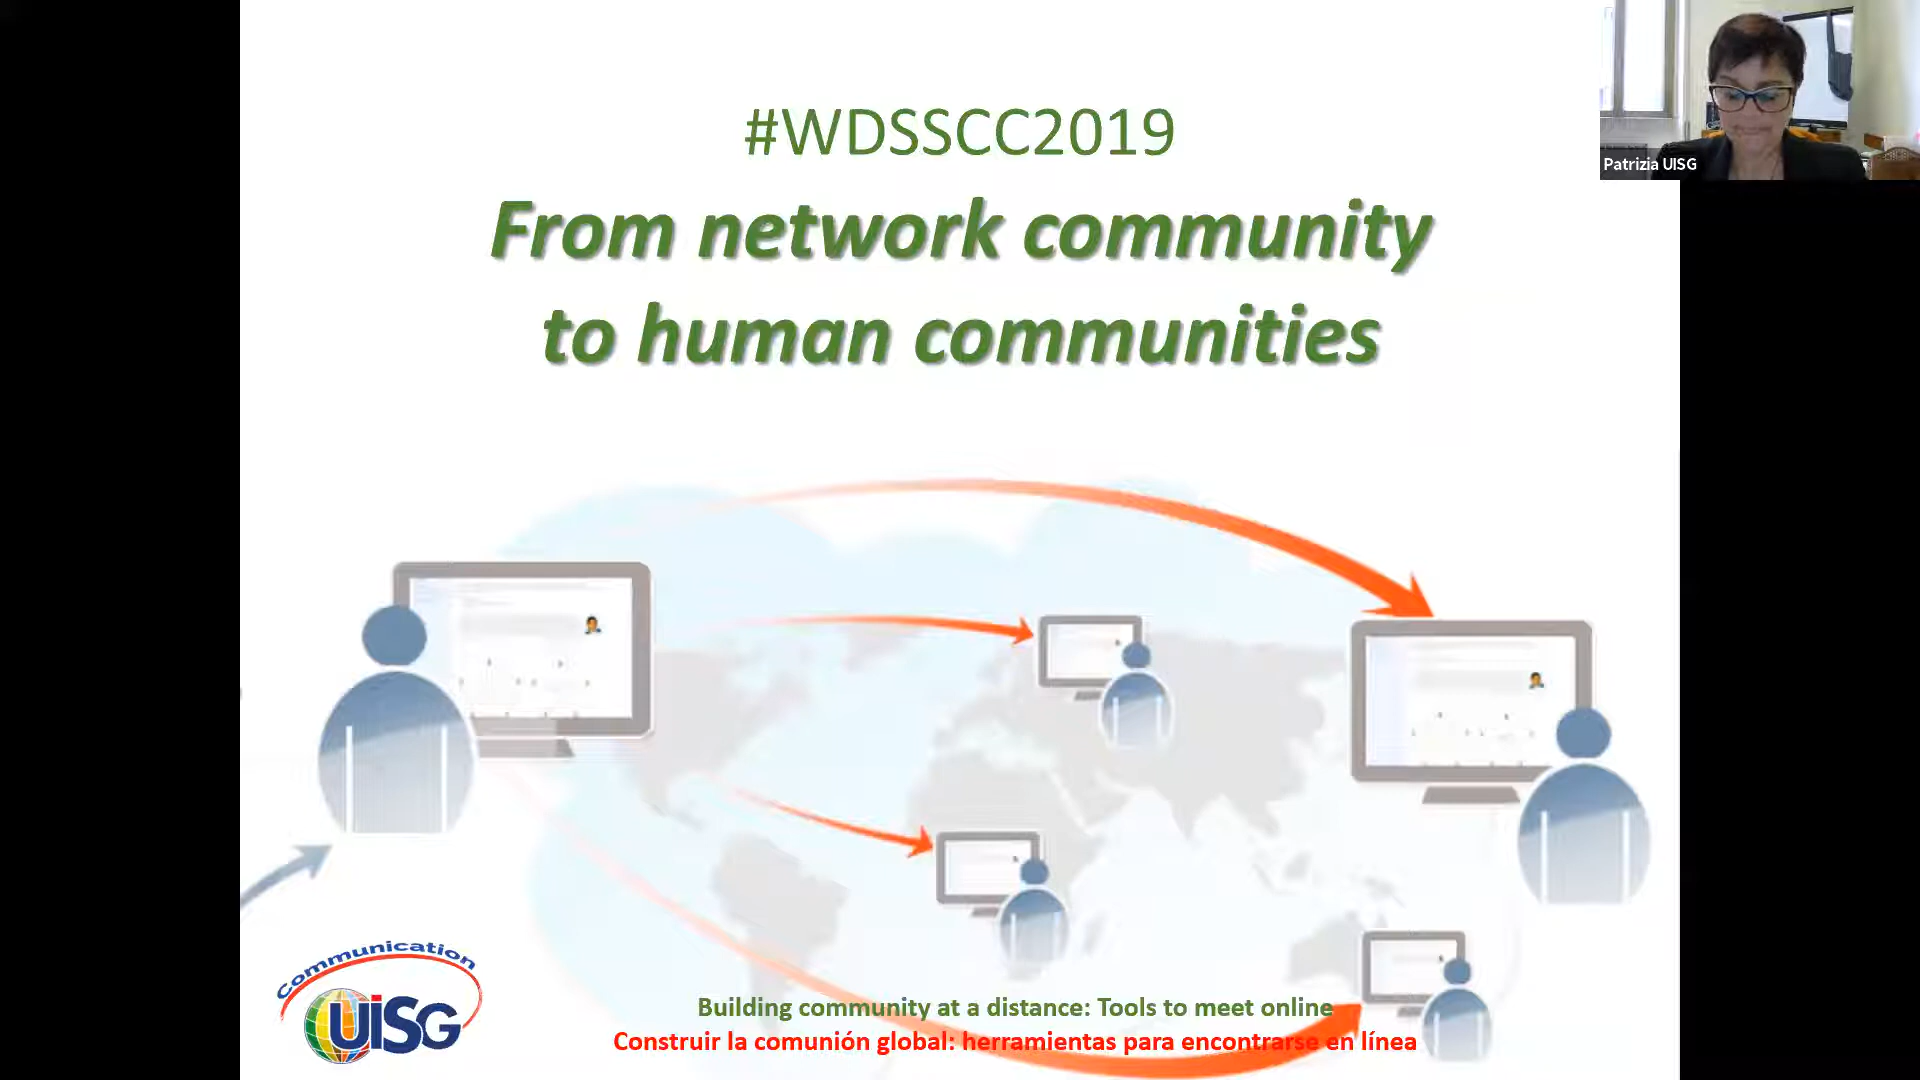 #WDSSCC2019
From network community
to human communities
Patrizia UISG
Communication
UISG
Building community at a distance: Tools to meet online
Construir la comunión global: herramientas para encontrarse en línea